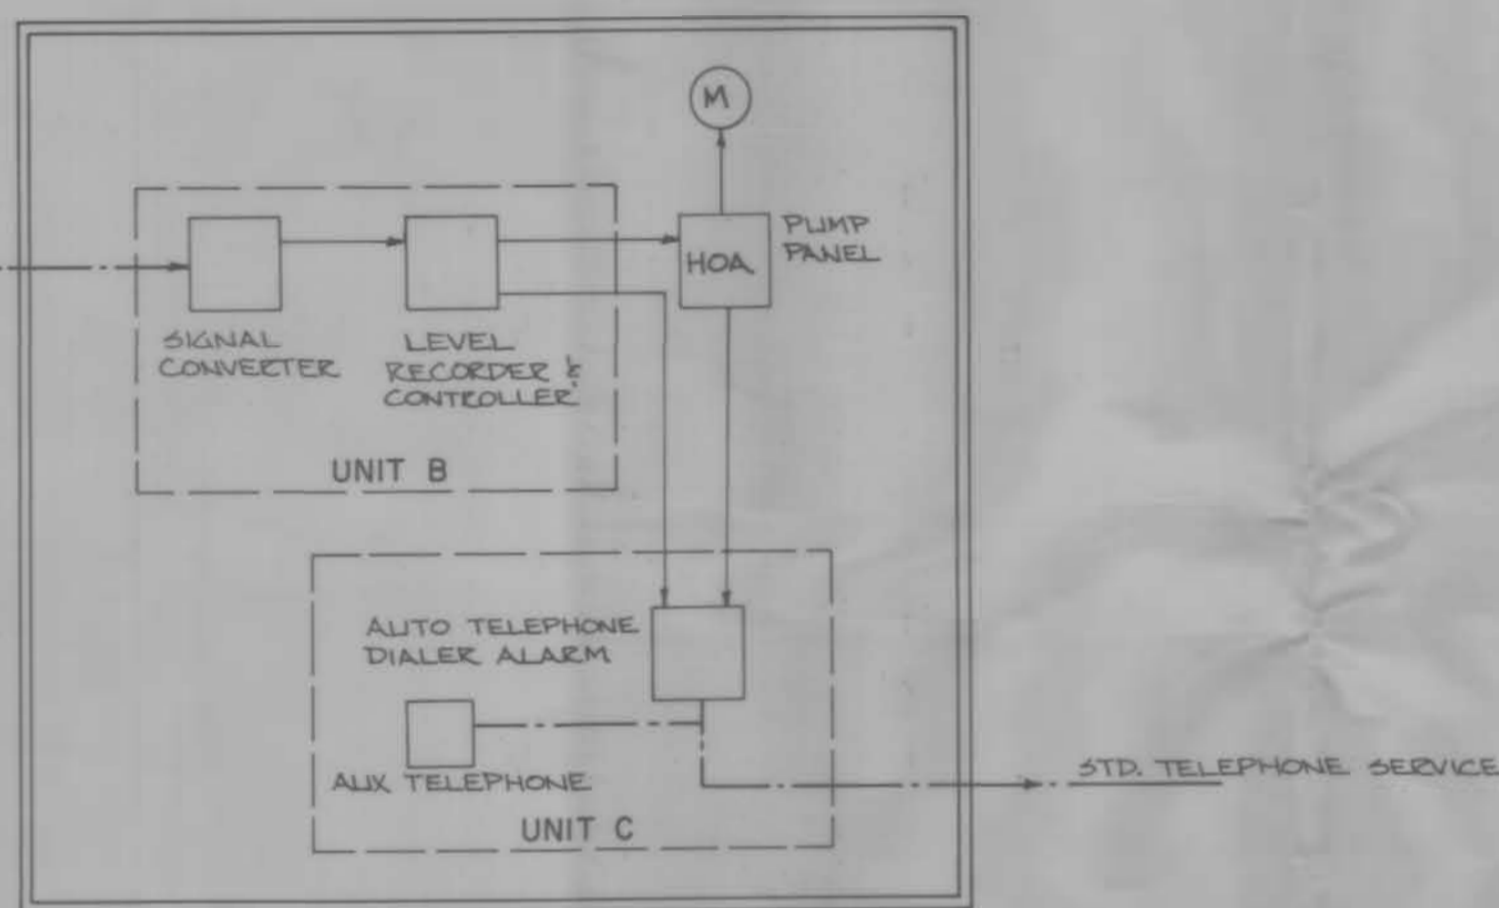 M
PUMP
PANEL
HOA
SIGNAL
CONVERTER
LEVEL
RECORDER &
CONTROLLER
UNIT B
AUTO TELEPHONE
DIALER ALARM
AUX TELEPHONE
STD. TELEPHONE SERVICE
UNIT C